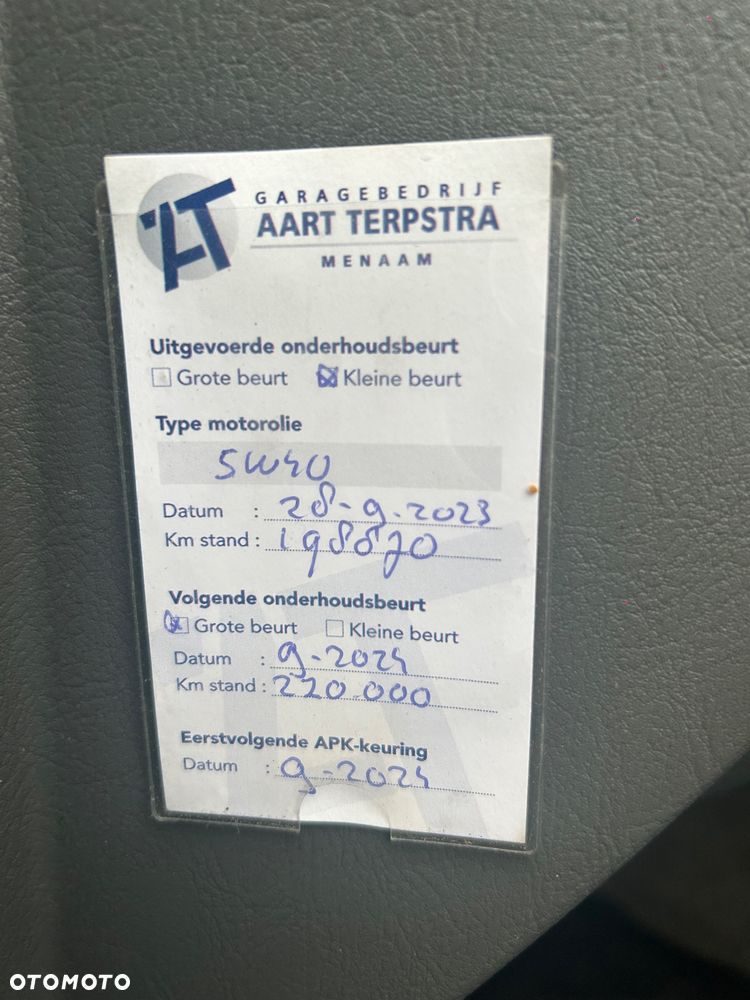 AT
GARAGEBEDRIJF
AART TERPSTRA
MENAAM
Uitgevoerde onderhoudsbeurt
Grote beurt Kleine beurt
Type motorolie
5W40
Datum : 28-9-2023
Km stand : 198870
Volgende onderhoudsbeurt
Grote beurt Kleine beurt
Datum : 9-2024
Km stand : 220.000
Eerstvolgende APK-keuring
Datum : 9-2024
OTOMOTO